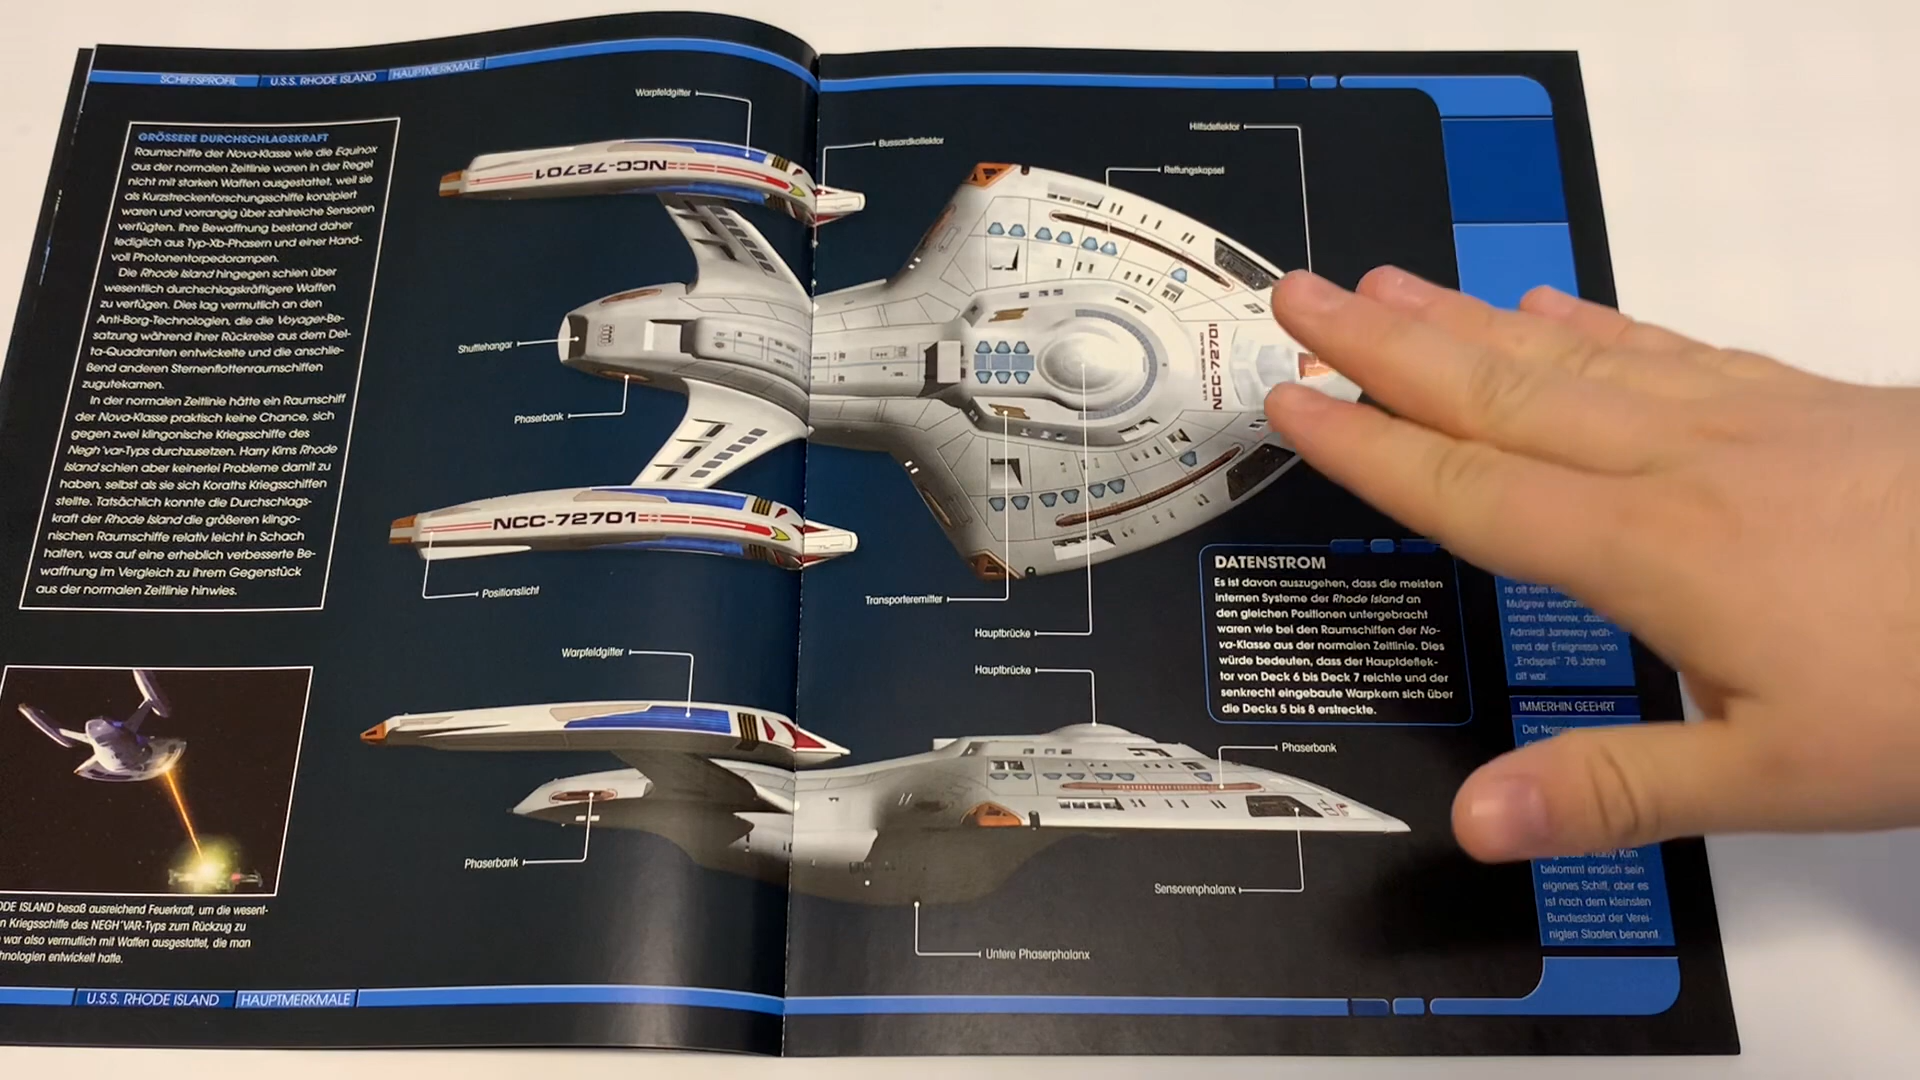 SCHIFFSPROFIL
U.S.S. RHODE ISLAND
HAUPTMERKMALE
GRÖSSERE DURCHSCHLAGSKRAFT
Raumschiffe der Nova-Klasse wie die Equinox
aus der normalen Zeitlinie waren in der Regel
nicht mit starken Waffen ausgestattet, weil sie
als Kurzstreckenforschungsschiffe konzipiert
waren und vorrangig über zahlreiche Sensoren
verfügten. Ihre Bewaffnung bestand daher
lediglich aus Typ-Xb-Phasern und einer Hand-
voll Photonentorpedorampen.
Die Rhode Island hingegen schien über
wesentlich durchschlagskräftigere Waffen
zu verfügen. Dies lag vermutlich an den
Anti-Borg-Technologien, die die Voyager-Be-
satzung während ihrer Rückreise aus dem Del-
ta-Quadranten entwickelte und die anschlie-
ßend anderen Sternenflottenraumschiffen
zugutekamen.
In der normalen Zeitlinie hätte ein Raumschiff
der Nova-Klasse praktisch keine Chance, sich
gegen zwei klingonische Kriegsschiffe des
Negh'var-Typs durchzusetzen. Harry Kims Rhode
Island schien aber keinerlei Probleme damit zu
haben, selbst als sie sich Koraths Kriegsschiffen
stellte. Tatsächlich konnte die Durchschlags-
kraft der Rhode Island die größeren klingo-
nischen Raumschiffe relativ leicht in Schach
halten, was auf eine erheblich verbesserte Be-
waffnung im Vergleich zu ihrem Gegenstück
aus der normalen Zeitlinie hinwies.
ISLAND besaß ausreichend Feuerkraft, um die wesent-
Kriegsschiffe des NEGH'VAR-Typs zum Rückzug zu
war also vermutlich mit Waffen ausgestattet, die man
entwickelt hatte.
U.S.S. RHODE ISLAND
HAUPTMERKMALE
Warpfeldgitter
Bussardkollektor
Hilfsdeflektor
Rettungskapsel
NCC-72701
Shuttlehangar
U.S.S. RHODE ISLAND
NCC-72701
Phaserbank
NCC-72701
Positionslicht
Transporteremitter
Hauptbrücke
Warpfeldgitter
Hauptbrücke
Phaserbank
Phaserbank
Sensorenphalanx
Untere Phaserphalanx
DATENSTROM
Es ist davon auszugehen, dass die meisten
internen Systeme der Rhode Island an
den gleichen Positionen untergebracht
waren wie bei den Raumschiffen der No-
va-Klasse aus der normalen Zeitlinie. Dies
würde bedeuten, dass der Hauptdeflek-
tor von Deck 6 bis Deck 7 reichte und der
senkrecht eingebaute Warpkern sich über
die Decks 5 bis 8 erstreckte.
Mulgrew
einem Interview,
Admiral Janeway wäh-
rend der Ereignisse von
„Endspiel" 76 Jahre
alt war.
IMMERHIN GEEHRT
Der
Kim
bekommt endlich sein
eigenes Schiff, aber es
ist nach dem kleinsten
Bundesstaat der Verei-
nigten Staaten benannt.